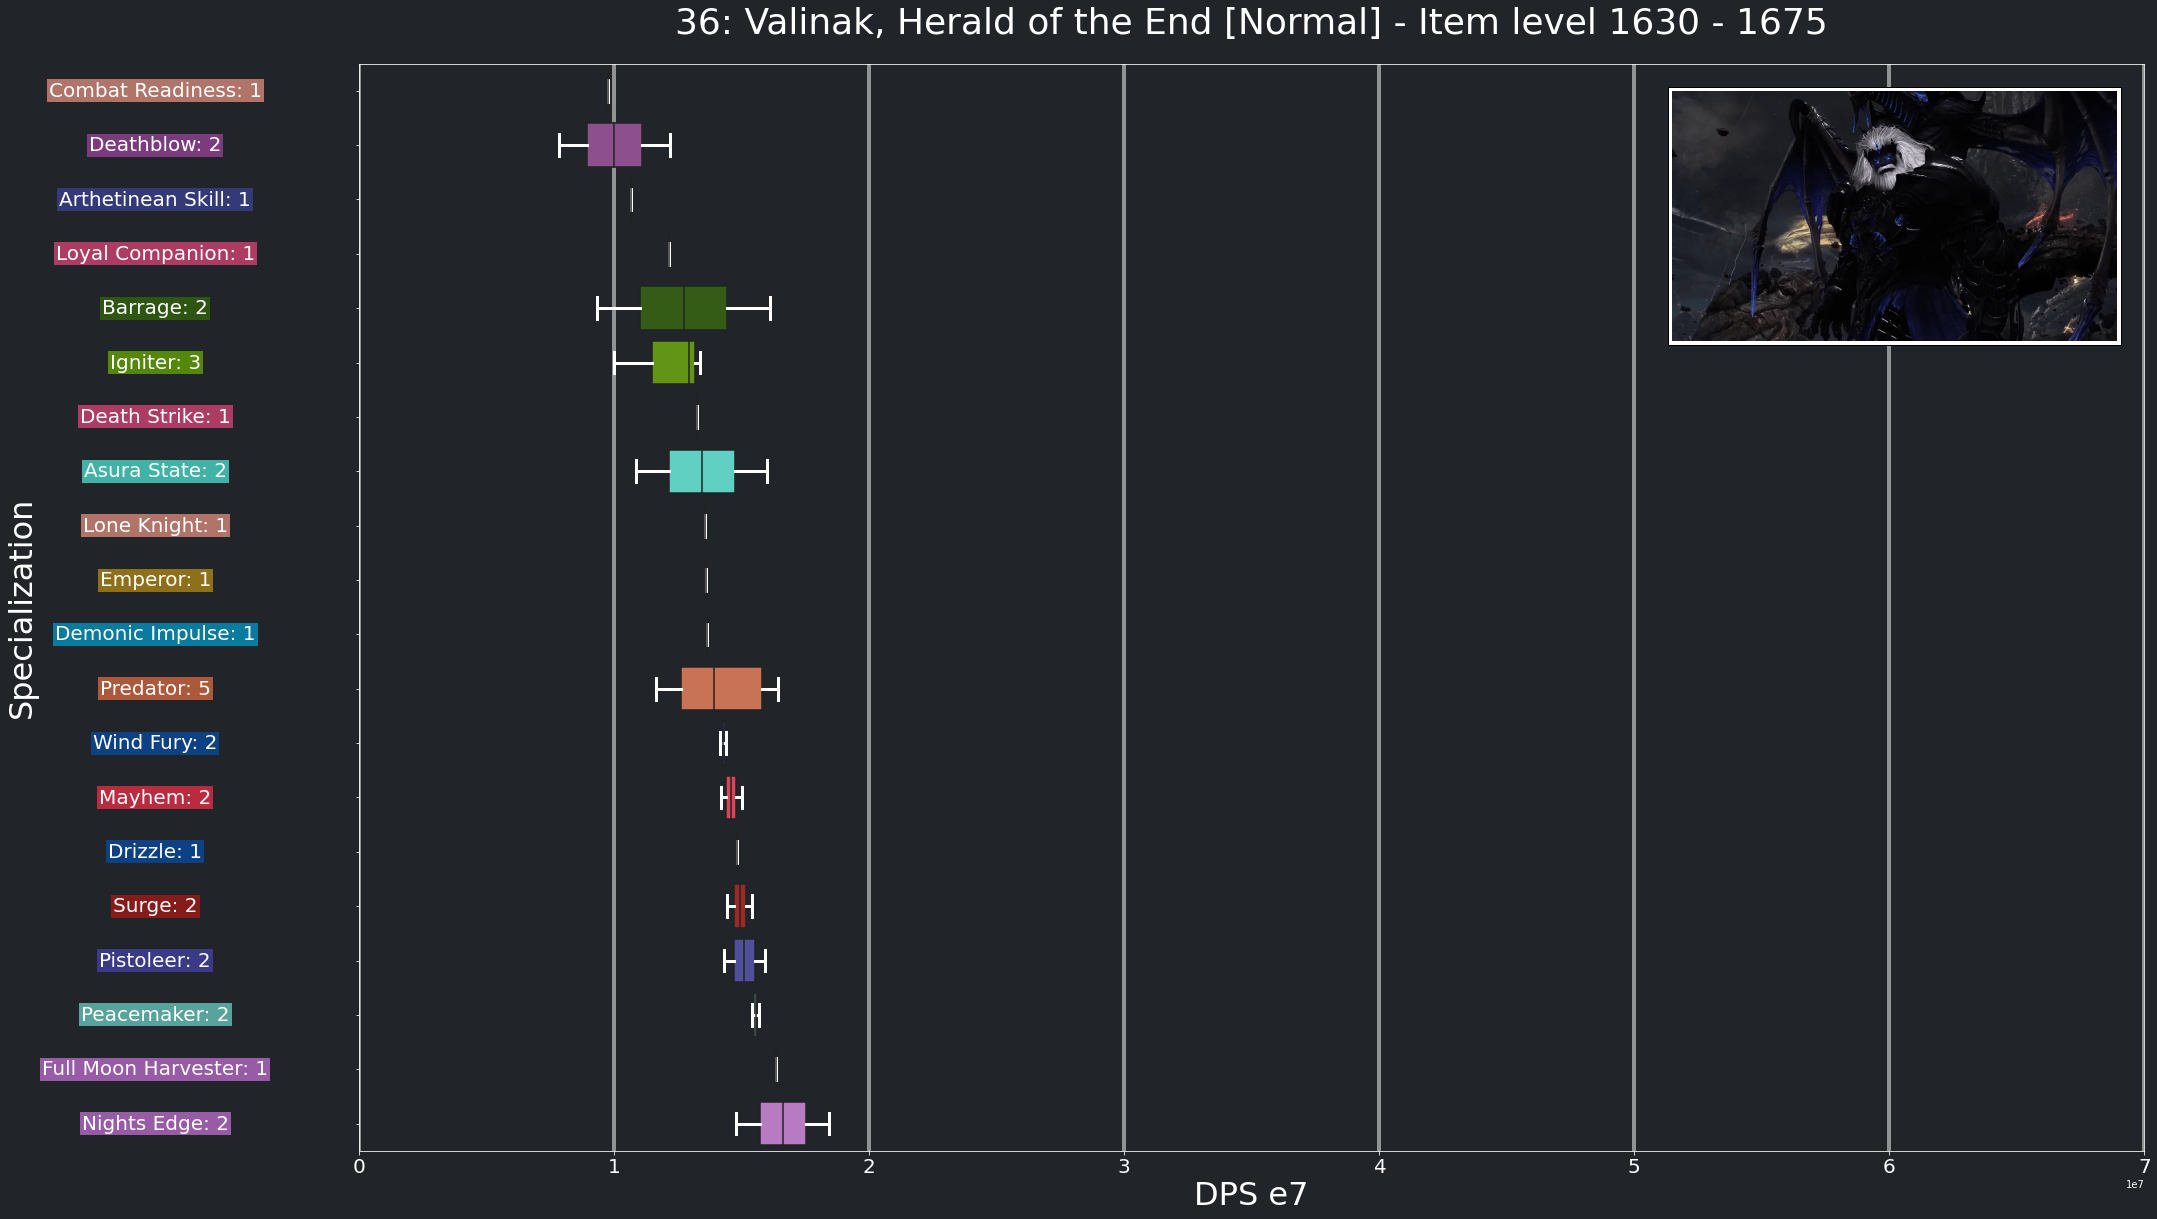 36: Valinak, Herald of the End [Normal] - Item level 1630 - 1675
Specialization
Combat Readiness: 1
Deathblow: 2
Arthetinean Skill: 1
Loyal Companion: 1
Barrage: 2
Igniter: 3
Death Strike: 1
Asura State: 2
Lone Knight: 1
Emperor: 1
Demonic Impulse: 1
Predator: 5
Wind Fury: 2
Mayhem: 2
Drizzle: 1
Surge: 2
Pistoleer: 2
Peacemaker: 2
Full Moon Harvester: 1
Nights Edge: 2
0 1 2 3 4 5 6 7
1e7
DPS e7